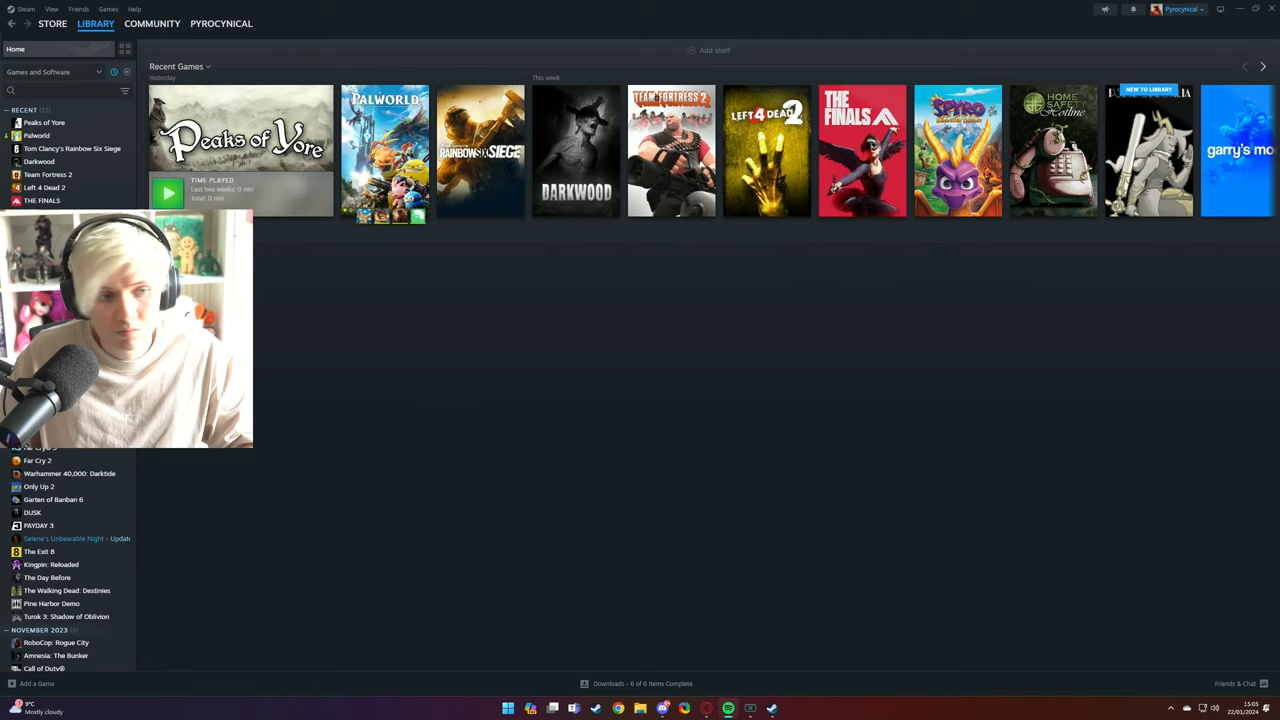 Steam View Friends Games Help Pyrocynical
STORE LIBRARY COMMUNITY PYROCYNICAL
Home
Add shelf
Games and Software
Recent Games
Yesterday
This week
NEW TO LIBRARY
RECENT (17)
Peaks of Yore
Palworld
Tom Clancy's Rainbow Six Siege
Darkwood
Team Fortress 2
Left 4 Dead 2
THE FINALS
Peaks of Yore
TIME PLAYED
Last two weeks: 0 min
Total: 0 min
PALWORLD
RAINBOW SIX SIEGE
DARKWOOD
TEAM FORTRESS 2
LEFT 4 DEAD 2
THE FINALS
SPYRO
HOME SAFETY Hotline
garry's mo
Far Cry 2
Warhammer 40,000: Darktide
Only Up 2
Garten of Banban 6
DUSK
PAYDAY 3
Selene's Unbearable Night - Update
The Exit 8
Kingpin: Reloaded
The Day Before
The Walking Dead: Destinies
Pine Harbor Demo
Turok 3: Shadow of Oblivion
NOVEMBER 2023 (5)
RoboCop: Rogue City
Amnesia: The Bunker
Call of Duty®
Add a Game
Downloads - 6 of 6 Items Complete
Friends & Chat
9°C
Mostly cloudy
15:05
22/01/2024